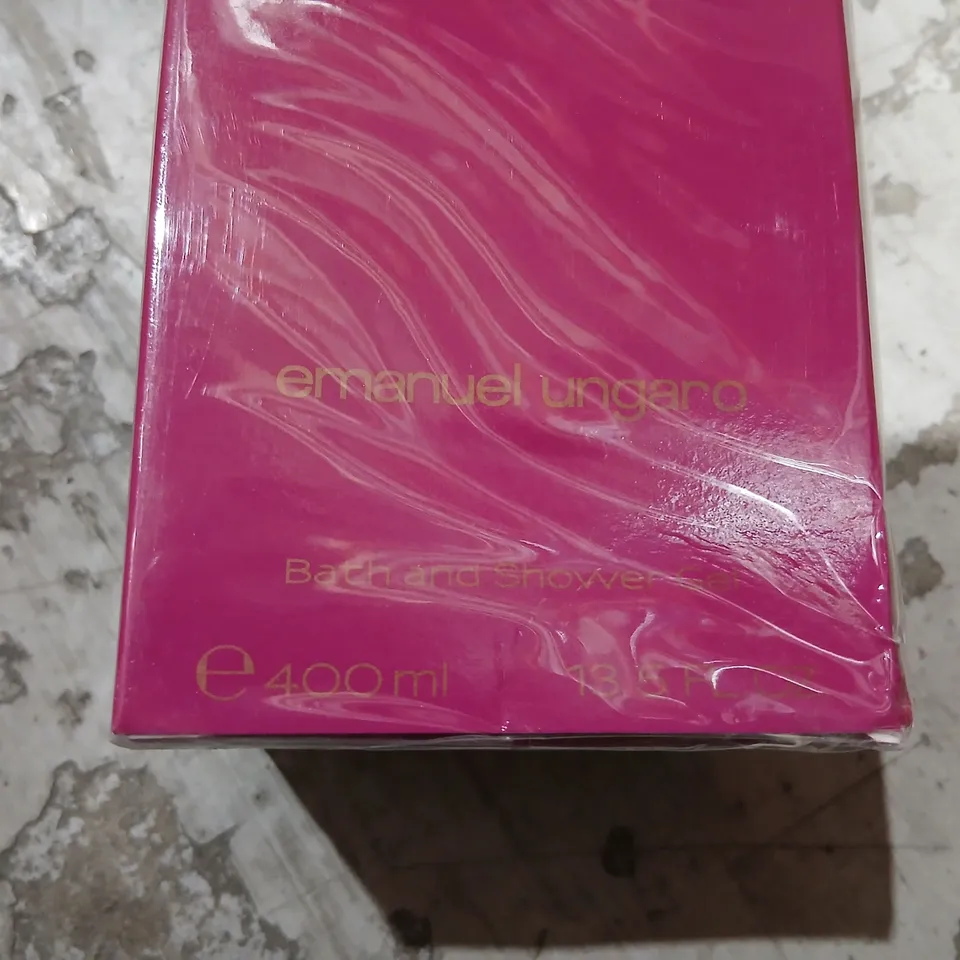 emanuel ungaro
Bath and Shower Gel
e 400 ml 13.5 FL OZ